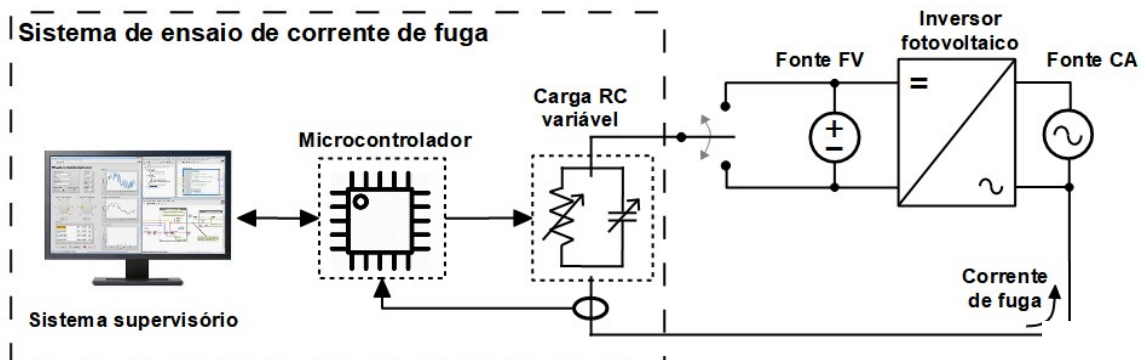 Sistema de ensaio de corrente de fuga
Inversor
fotovoltaico
Fonte FV
Fonte CA
Carga RC
variável
Microcontrolador
Corrente
de fuga
Sistema supervisório